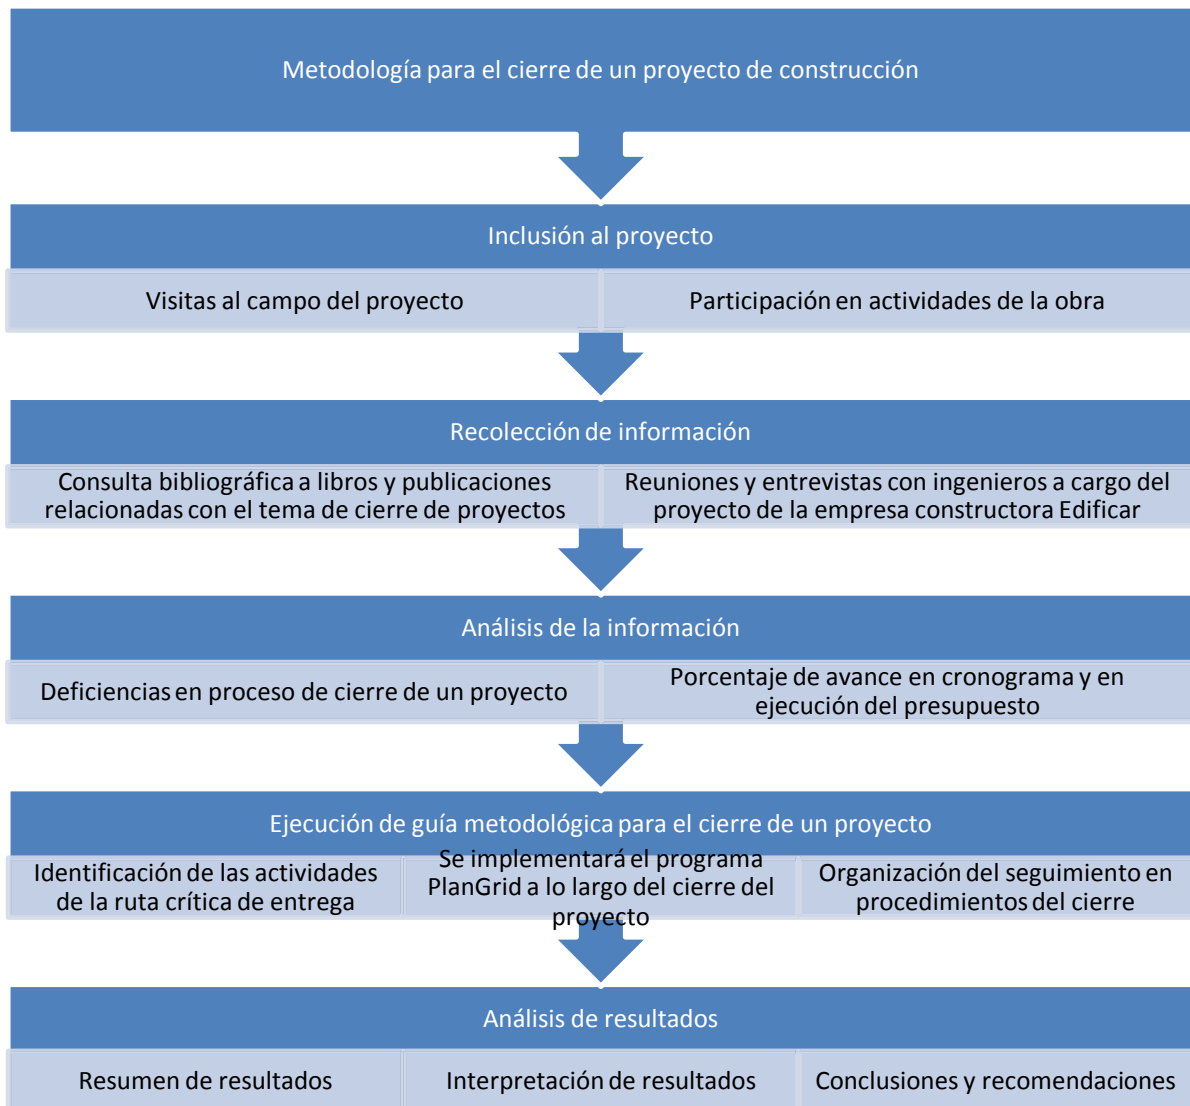 Metodología para el cierre de un proyecto de construcción
Inclusión al proyecto
Visitas al campo del proyecto
Participación en actividades de la obra
Recolección de información
Consulta bibliográfica a libros y publicaciones
relacionadas con el tema de cierre de proyectos
Reuniones y entrevistas con ingenieros a cargo del
proyecto de la empresa constructora Edificar
Análisis de la información
Deficiencias en proceso de cierre de un proyecto
Porcentaje de avance en cronograma y en
ejecución del presupuesto
Ejecución de guía metodológica para el cierre de un proyecto
Identificación de las actividades
de la ruta crítica de entrega
Se implementará el programa
PlanGrid a lo largo del cierre del
proyecto
Organización del seguimiento en
procedimientos del cierre
Análisis de resultados
Resumen de resultados
Interpretación de resultados
Conclusiones y recomendaciones